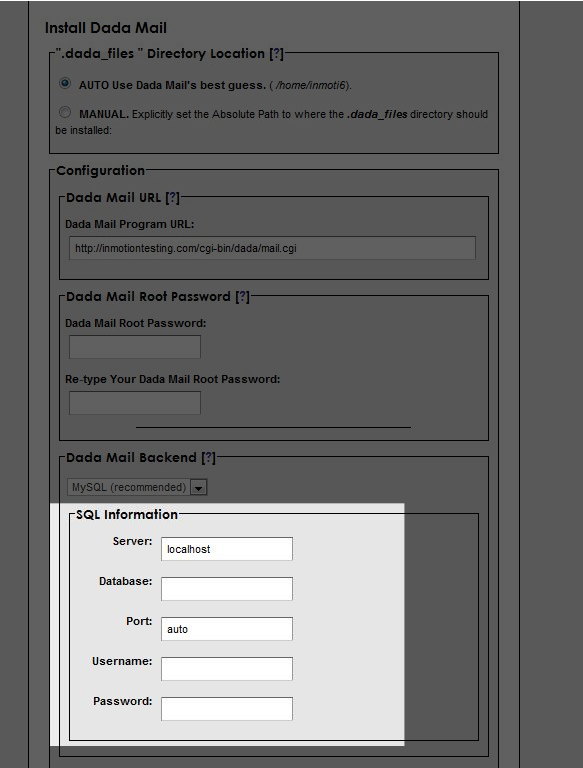 Install Dada Mail
".dada_files " Directory Location [?]
AUTO Use Dada Mail's best guess. ( /home/inmoti6).
MANUAL. Explicitly set the Absolute Path to where the .dada_files directory should
be installed:
Configuration
Dada Mail URL [?]
Dada Mail Program URL:
http://inmotiontesting.com/cgi-bin/dada/mail.cgi
Dada Mail Root Password [?]
Dada Mail Root Password:
Re-type Your Dada Mail Root Password:
Dada Mail Backend [?]
MySQL (recommended)
SQL Information
Server: localhost
Database:
Port: auto
Username:
Password: